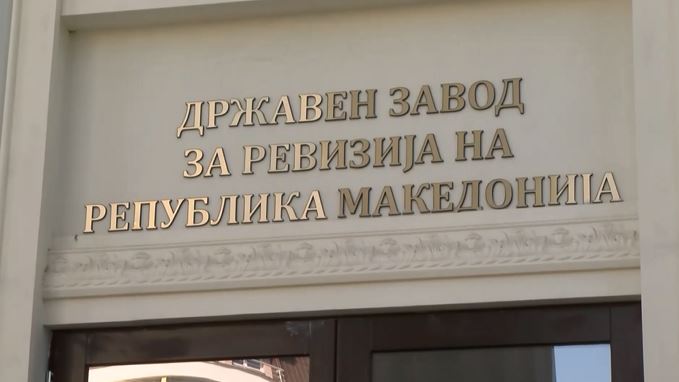 ДРЖАВЕН ЗАВОД
ЗА РЕВИЗИЈА НА
РЕПУБЛИКА МАКЕДОНИЈА